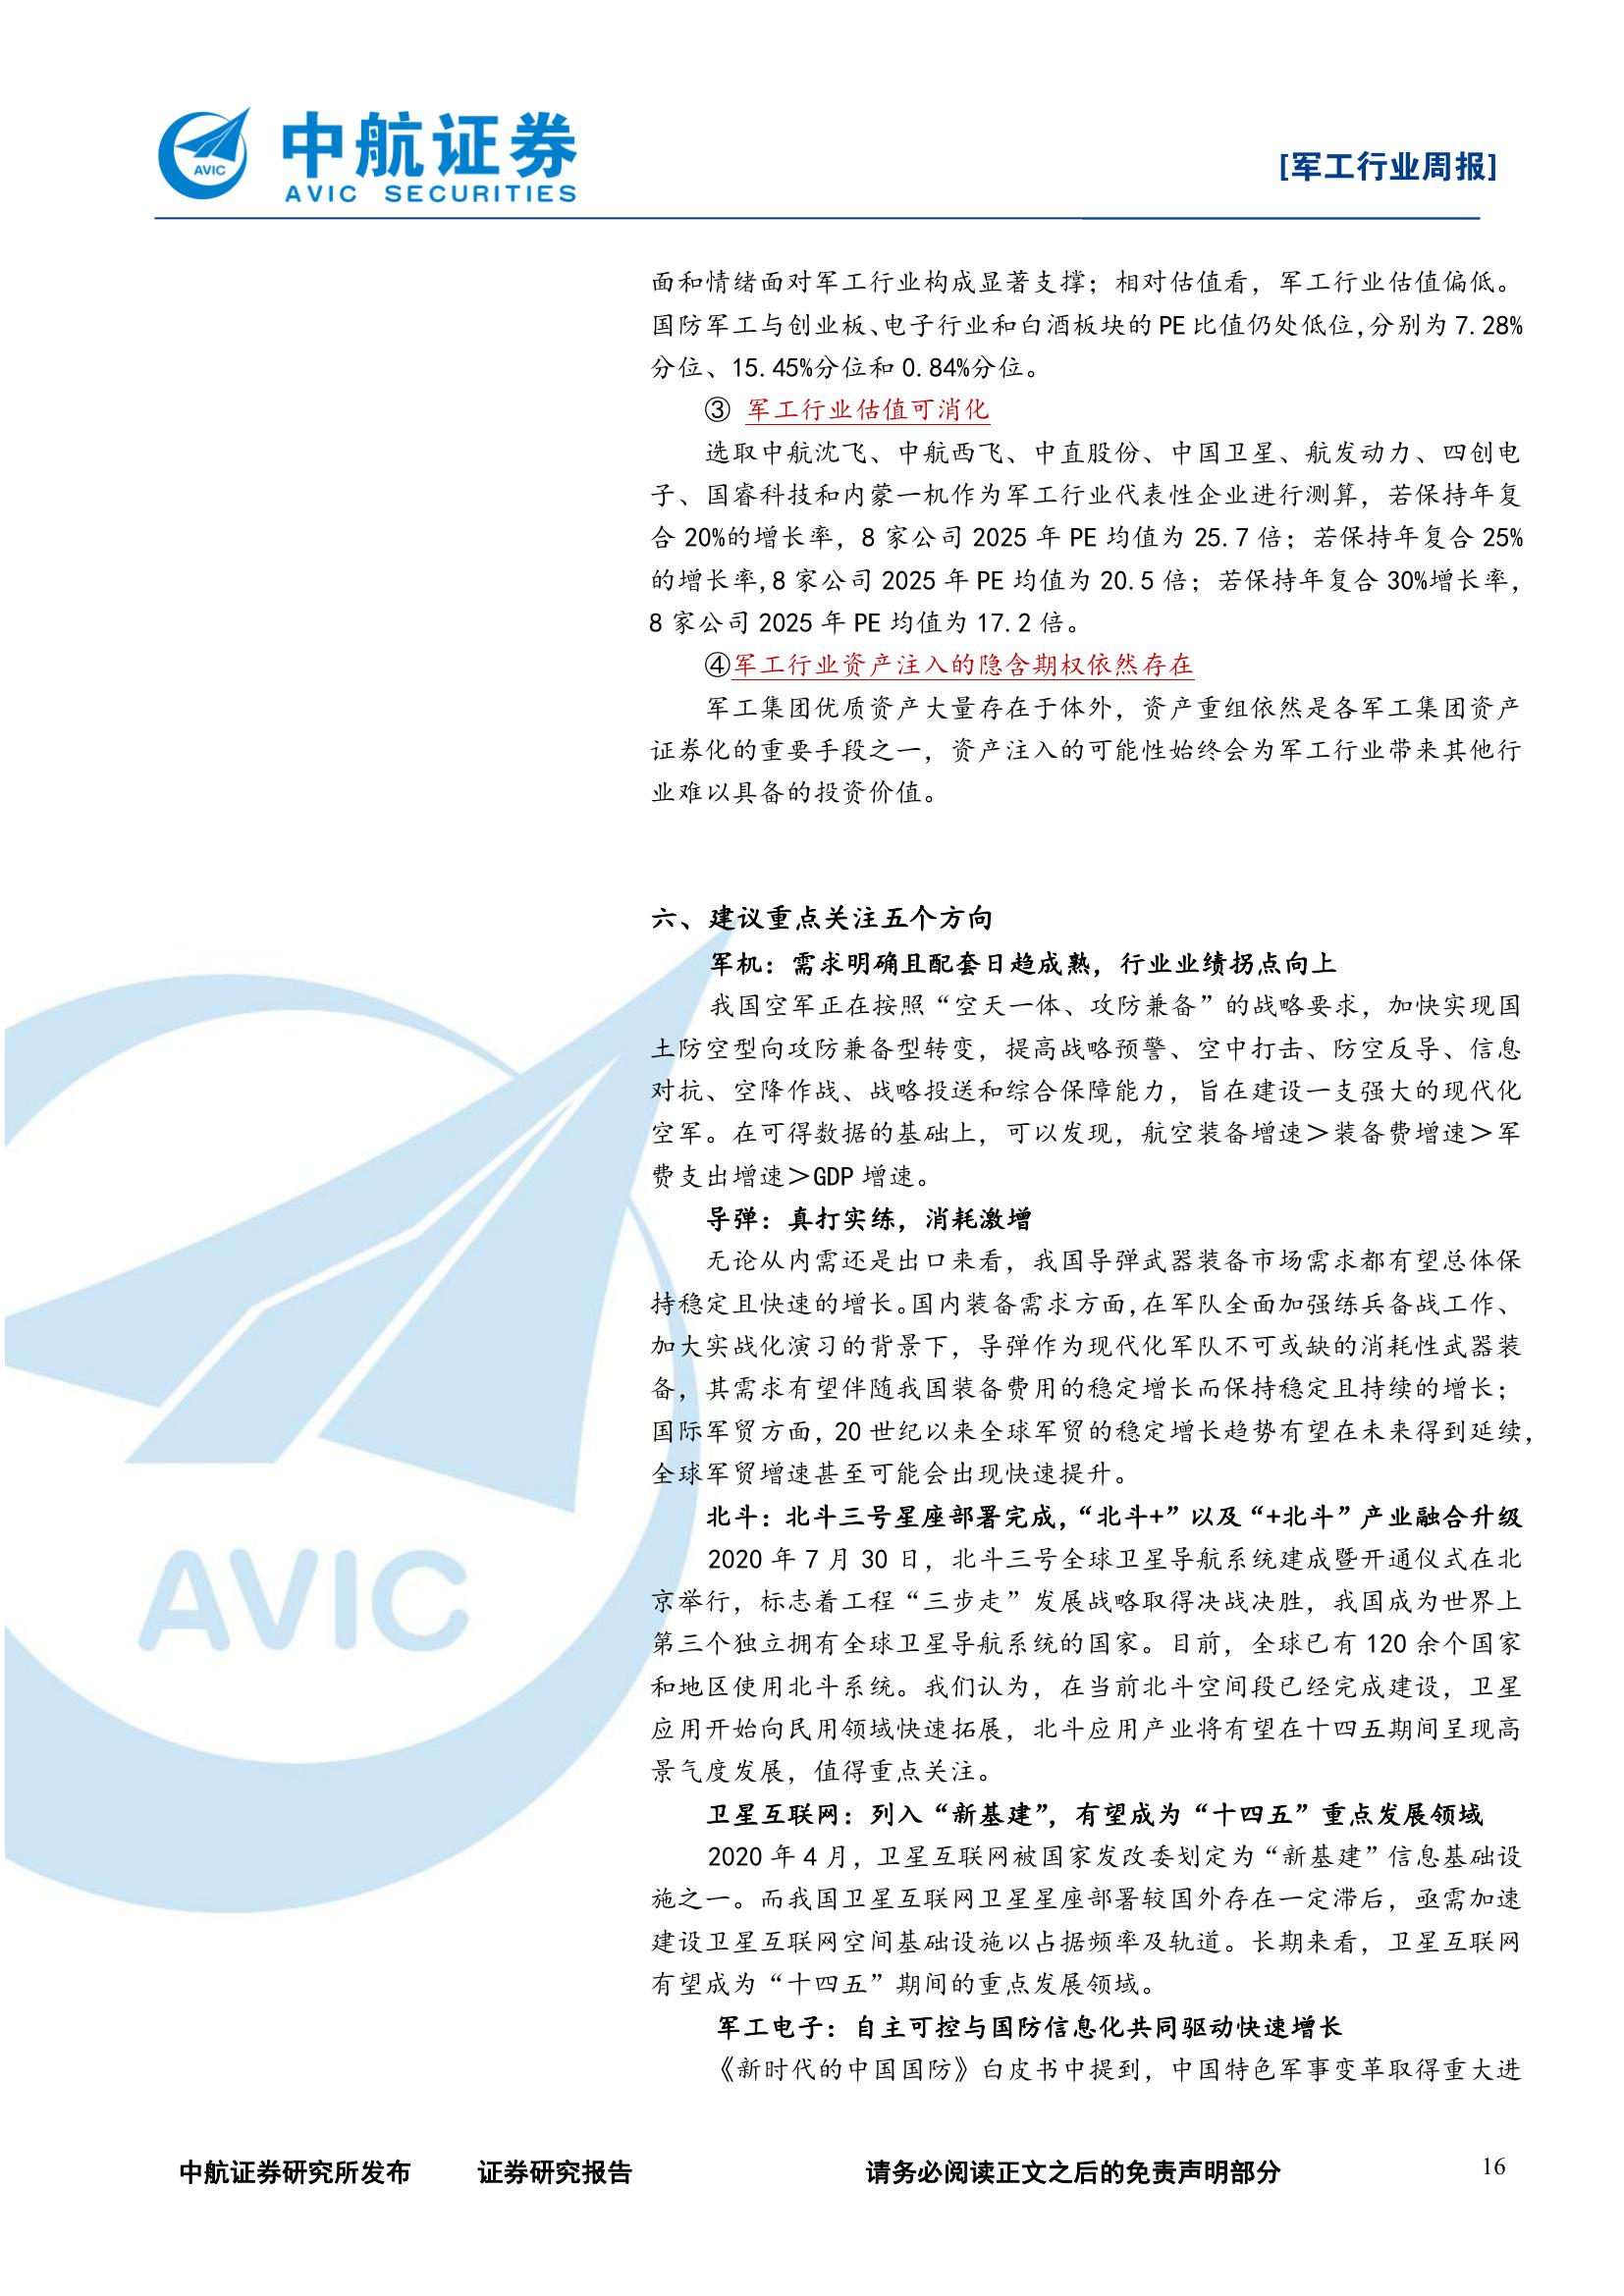 中航证券
AVIC SECURITIES
AVIC
[军工行业周报]
面和情绪面对军工行业构成显著支撑；相对估值看，军工行业估值偏低。
国防军工与创业板、电子行业和白酒板块的 PE 比值仍处低位,分别为 7.28%
分位、15.45%分位和 0.84%分位。
③ 军工行业估值可消化
选取中航沈飞、中航西飞、中直股份、中国卫星、航发动力、四创电
子、国睿科技和内蒙一机作为军工行业代表性企业进行测算，若保持年复
合 20%的增长率，8 家公司 2025 年 PE 均值为 25.7 倍；若保持年复合 25%
的增长率,8 家公司 2025 年 PE 均值为 20.5 倍；若保持年复合 30%增长率，
8 家公司 2025 年 PE 均值为 17.2 倍。
④军工行业资产注入的隐含期权依然存在
军工集团优质资产大量存在于体外，资产重组依然是各军工集团资产
证券化的重要手段之一，资产注入的可能性始终会为军工行业带来其他行
业难以具备的投资价值。
六、建议重点关注五个方向
军机：需求明确且配套日趋成熟，行业业绩拐点向上
我国空军正在按照“空天一体、攻防兼备”的战略要求，加快实现国
土防空型向攻防兼备型转变，提高战略预警、空中打击、防空反导、信息
对抗、空降作战、战略投送和综合保障能力，旨在建设一支强大的现代化
空军。在可得数据的基础上，可以发现，航空装备增速＞装备费增速＞军
费支出增速＞GDP 增速。
导弹：真打实练，消耗激增
无论从内需还是出口来看，我国导弹武器装备市场需求都有望总体保
持稳定且快速的增长。国内装备需求方面,在军队全面加强练兵备战工作、
加大实战化演习的背景下，导弹作为现代化军队不可或缺的消耗性武器装
备，其需求有望伴随我国装备费用的稳定增长而保持稳定且持续的增长；
国际军贸方面，20 世纪以来全球军贸的稳定增长趋势有望在未来得到延续，
全球军贸增速甚至可能会出现快速提升。
北斗：北斗三号星座部署完成，“北斗+”以及“+北斗”产业融合升级
2020 年 7 月 30 日，北斗三号全球卫星导航系统建成暨开通仪式在北
京举行，标志着工程“三步走”发展战略取得决战决胜，我国成为世界上
第三个独立拥有全球卫星导航系统的国家。目前，全球已有 120 余个国家
和地区使用北斗系统。我们认为，在当前北斗空间段已经完成建设，卫星
应用开始向民用领域快速拓展，北斗应用产业将有望在十四五期间呈现高
景气度发展，值得重点关注。
卫星互联网：列入“新基建”，有望成为“十四五”重点发展领域
2020 年 4 月，卫星互联网被国家发改委划定为“新基建”信息基础设
施之一。而我国卫星互联网卫星星座部署较国外存在一定滞后，亟需加速
建设卫星互联网空间基础设施以占据频率及轨道。长期来看，卫星互联网
有望成为“十四五”期间的重点发展领域。
军工电子：自主可控与国防信息化共同驱动快速增长
《新时代的中国国防》白皮书中提到，中国特色军事变革取得重大进
AVIC
中航证券研究所发布 证券研究报告 请务必阅读正文之后的免责声明部分 16